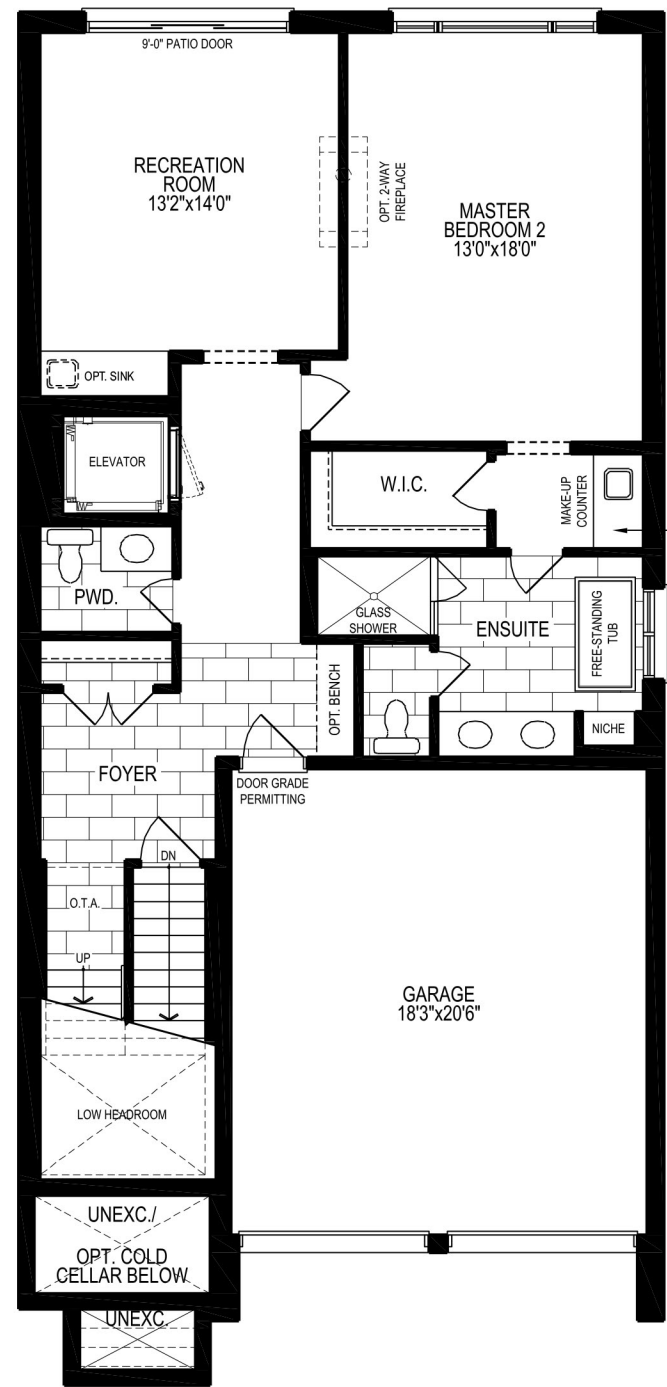 9'-0" PATIO DOOR
RECREATION
ROOM
13'2"x14'0"
OPT. 2-WAY
FIREPLACE
MASTER
BEDROOM 2
13'0"x18'0"
OPT. SINK
ELEVATOR
W.I.C.
MAKE-UP
COUNTER
PWD.
GLASS
SHOWER
ENSUITE
FREE-STANDING
TUB
OPT. BENCH
NICHE
FOYER
DOOR GRADE
PERMITTING
DN
O.T.A.
UP
GARAGE
18'3"x20'6"
LOW HEADROOM
UNEXC./
OPT. COLD
CELLAR BELOW
UNEXC.